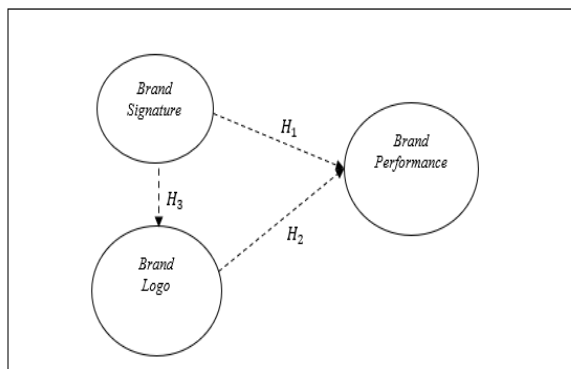 Brand
Signature
H₁
Brand
Performance
H₃
H₂
Brand
Logo